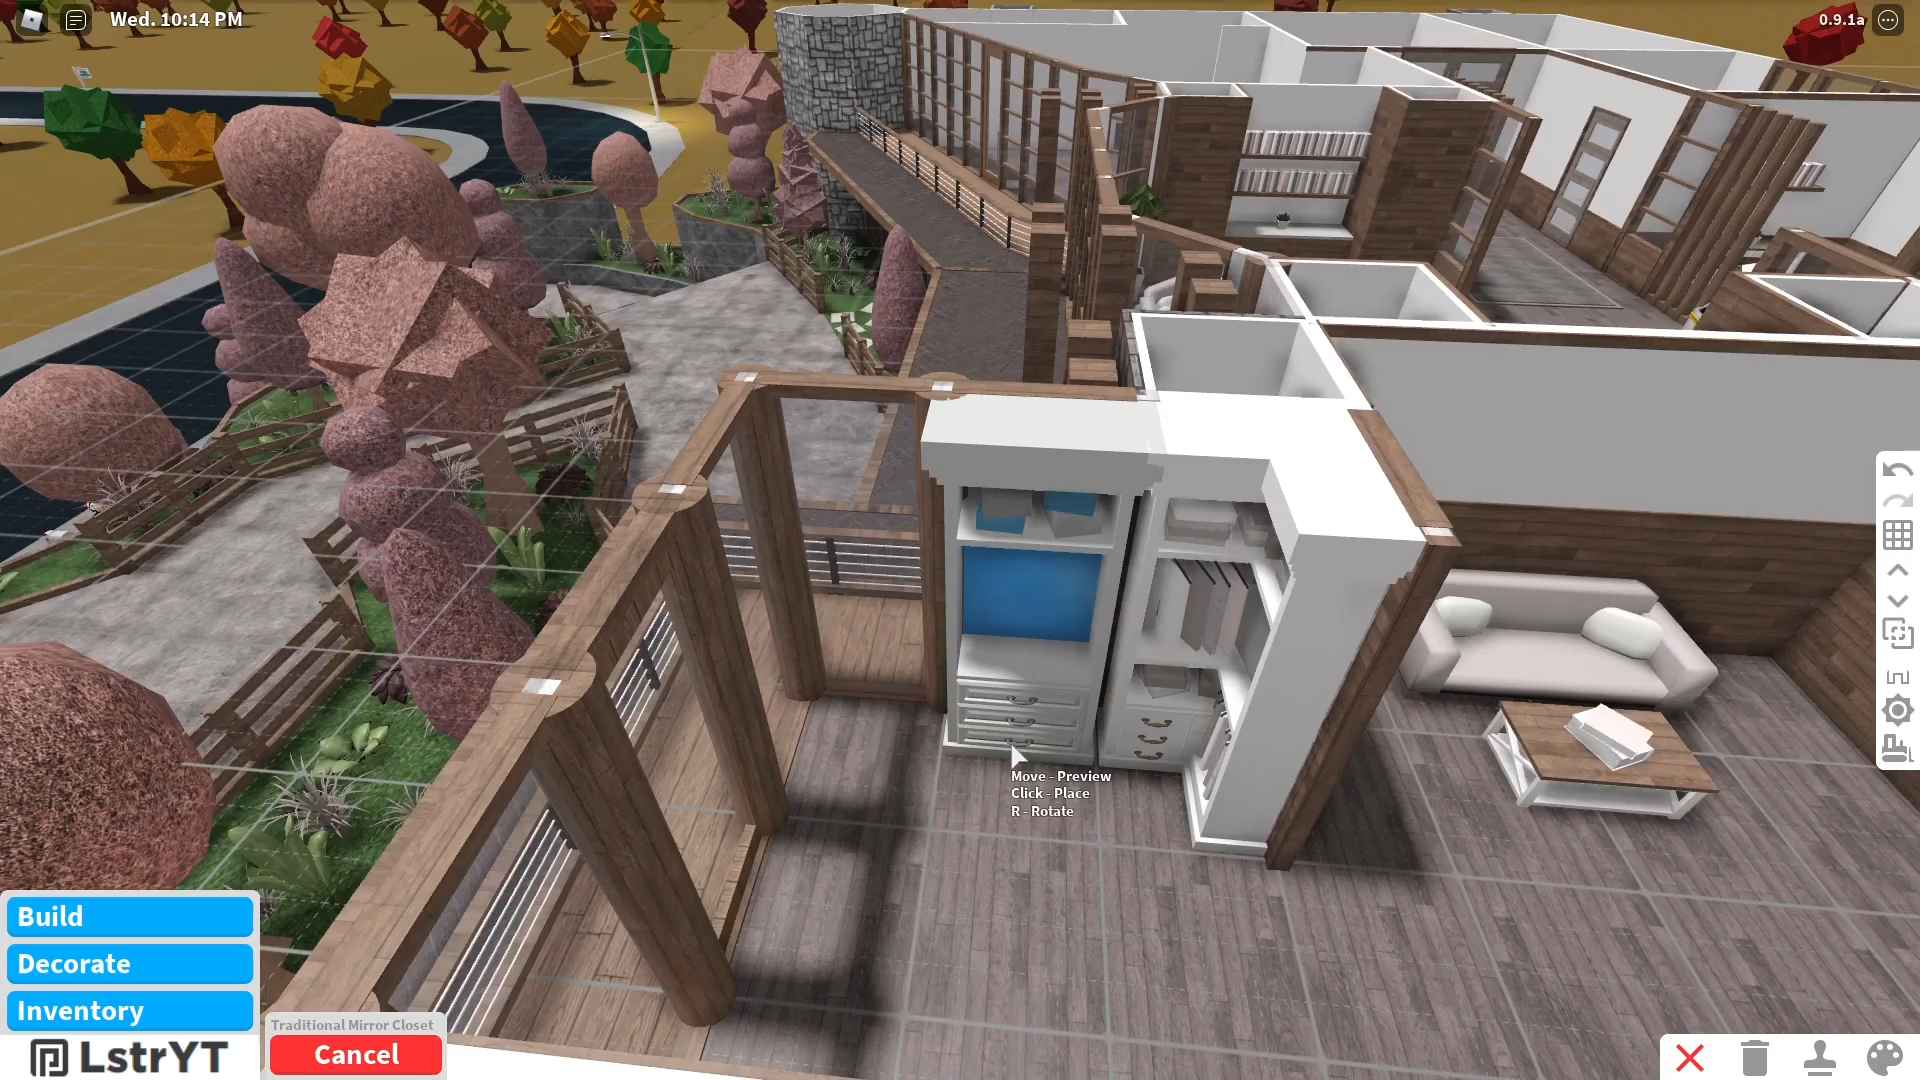 Wed. 10:14 PM
0.9.1a
Move - Preview
Click - Place
R - Rotate
Build
Decorate
Inventory
LstrYT
Traditional Mirror Closet
Cancel